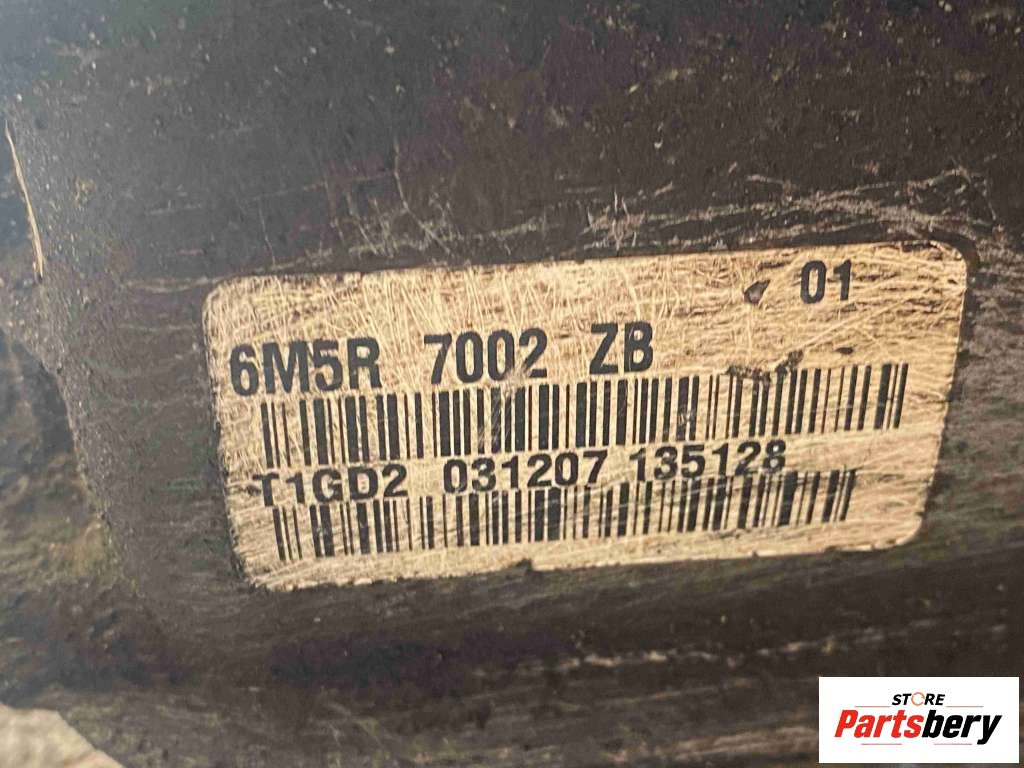 01
6M5R 7002 ZB
T1GD2 031207 135128
STORE
Partsbery